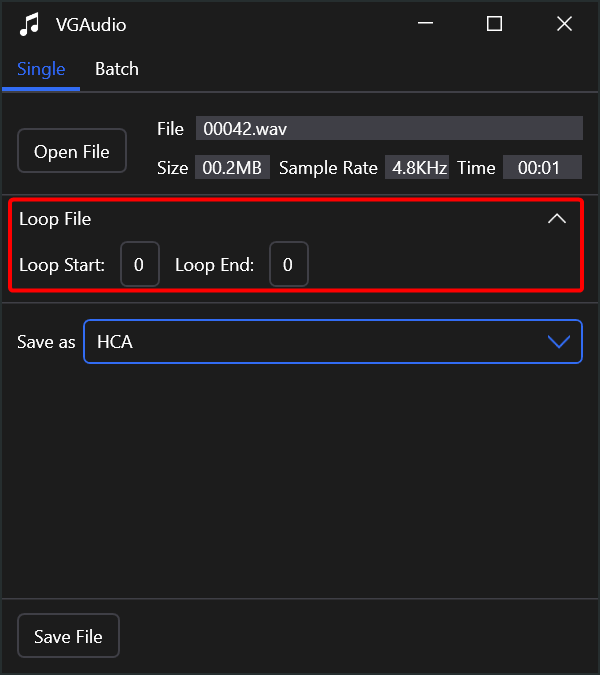 VGAudio
Single Batch
Open File
File 00042.wav
Size 00.2MB Sample Rate 4.8KHz Time 00:01
Loop File
Loop Start: 0 Loop End: 0
Save as HCA
Save File